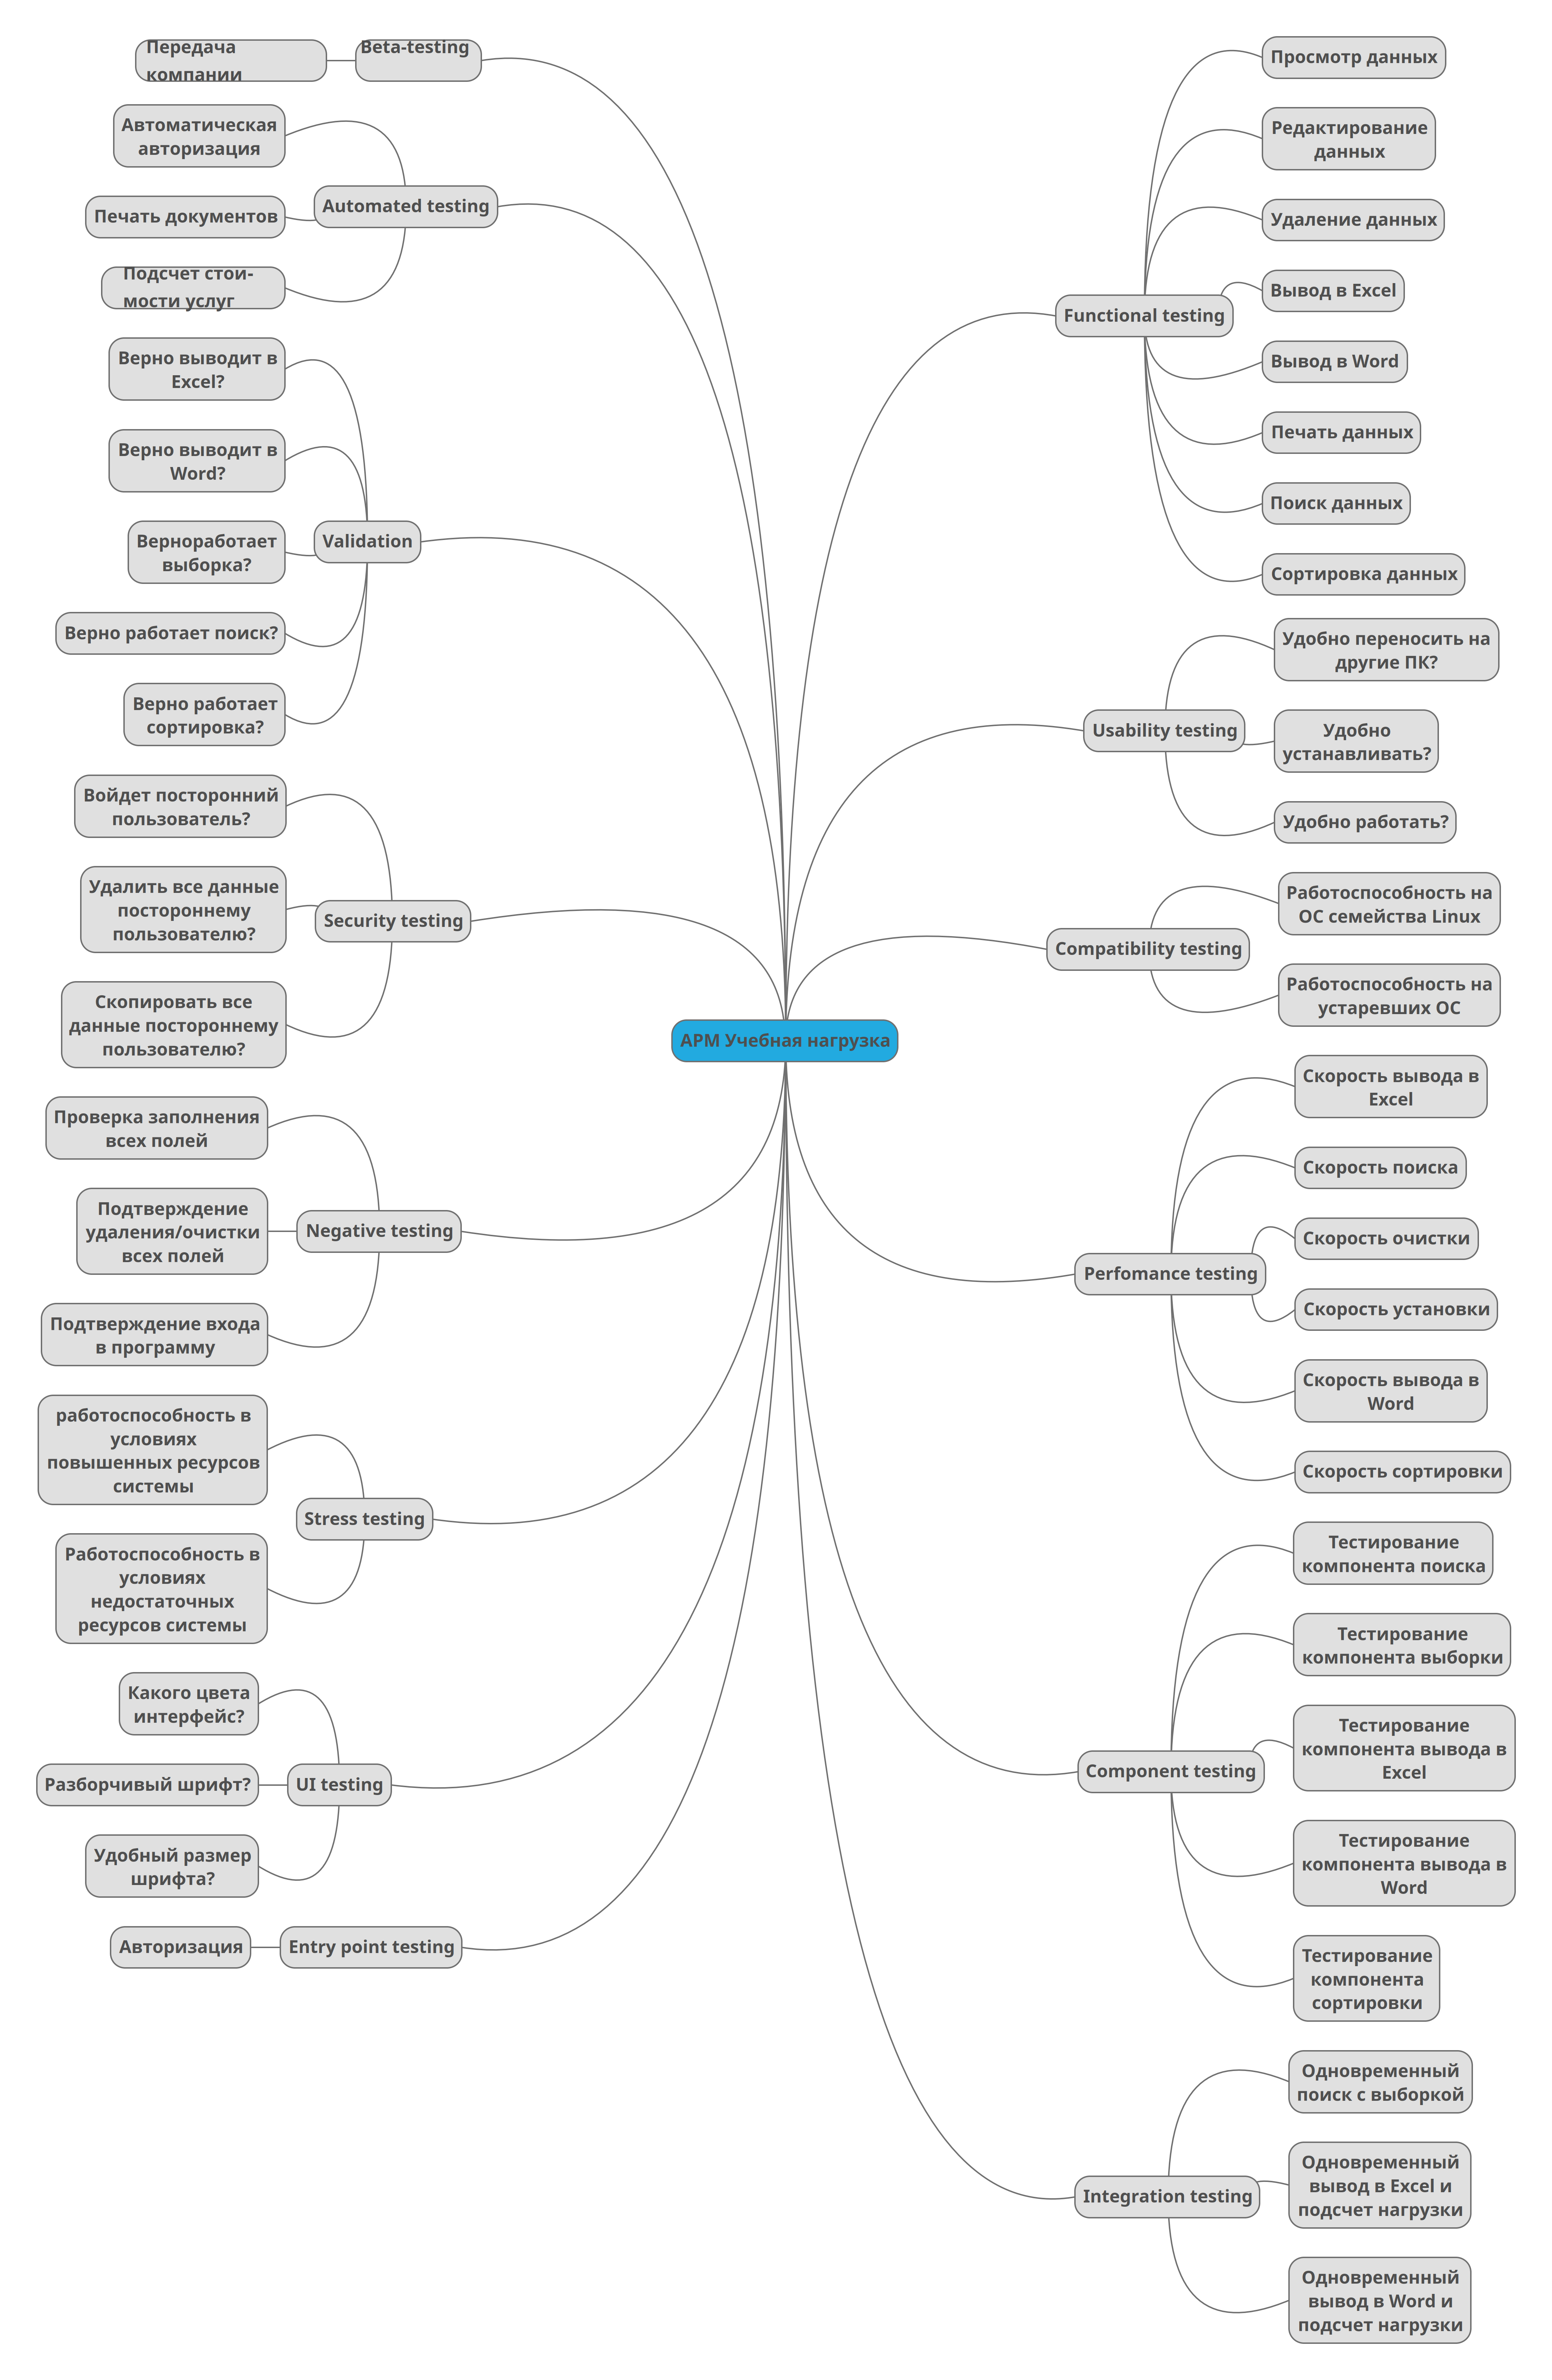 Передача
компании
Beta-testing
Автоматическая
авторизация
Печать документов
Подсчет стои-
мости услуг
Automated testing
Верно выводит в
Excel?
Верно выводит в
Word?
Верноработает
выборка?
Верно работает поиск?
Верно работает
сортировка?
Validation
Войдет посторонний
пользователь?
Удалить все данные
постороннему
пользователю?
Скопировать все
данные постороннему
пользователю?
Security testing
Проверка заполнения
всех полей
Подтверждение
удаления/очистки
всех полей
Подтверждение входа
в программу
Negative testing
работоспособность в
условиях
повышенных ресурсов
системы
Работоспособность в
условиях
недостаточных
ресурсов системы
Stress testing
Какого цвета
интерфейс?
Разборчивый шрифт?
Удобный размер
шрифта?
UI testing
Авторизация
Entry point testing
АРМ Учебная нагрузка
Functional testing
Просмотр данных
Редактирование
данных
Удаление данных
Вывод в Excel
Вывод в Word
Печать данных
Поиск данных
Сортировка данных
Usability testing
Удобно переносить на
другие ПК?
Удобно
устанавливать?
Удобно работать?
Compatibility testing
Работоспособность на
ОС семейства Linux
Работоспособность на
устаревших ОС
Perfomance testing
Скорость вывода в
Excel
Скорость поиска
Скорость очистки
Скорость установки
Скорость вывода в
Word
Скорость сортировки
Component testing
Тестирование
компонента поиска
Тестирование
компонента выборки
Тестирование
компонента вывода в
Excel
Тестирование
компонента вывода в
Word
Тестирование
компонента
сортировки
Integration testing
Одновременный
поиск с выборкой
Одновременный
вывод в Excel и
подсчет нагрузки
Одновременный
вывод в Word и
подсчет нагрузки